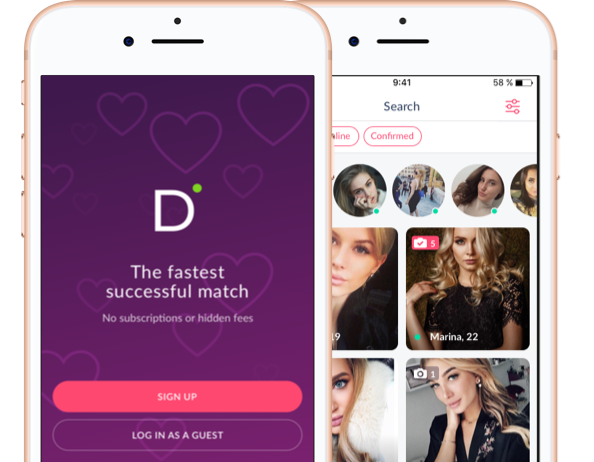 D
The fastest
successful match
No subscriptions or hidden fees
SIGN UP
LOG IN AS A GUEST
9:41
58 %
Search
Confirmed
5
19
Marina, 22
1